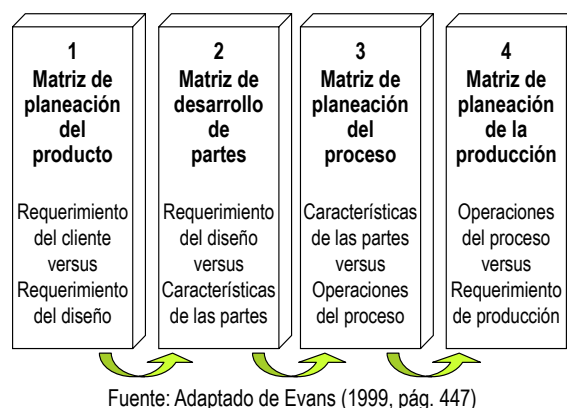 1
Matriz de
planeación
del
producto
Requerimiento
del cliente
versus
Requerimiento
del diseño
2
Matriz de
desarrollo
de
partes
Requerimiento
del diseño
versus
Características
de las partes
3
Matriz de
planeación
del
proceso
Características
de las partes
versus
Operaciones
del proceso
4
Matriz de
planeación
de la
producción
Operaciones
del proceso
versus
Requerimiento
de producción
Fuente: Adaptado de Evans (1999, pág. 447)